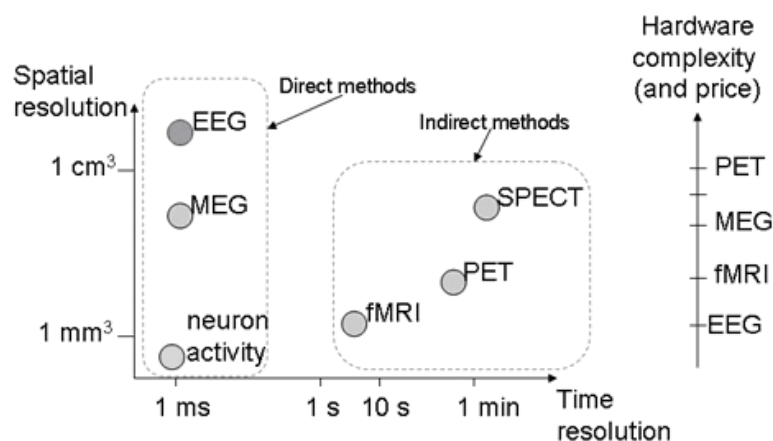 Spatial
resolution
1 cm³
1 mm³
Direct methods
EEG
MEG
neuron
activity
Indirect methods
SPECT
PET
fMRI
1 ms
1 s
10 s
1 min
Time
resolution
Hardware
complexity
(and price)
PET
MEG
fMRI
EEG